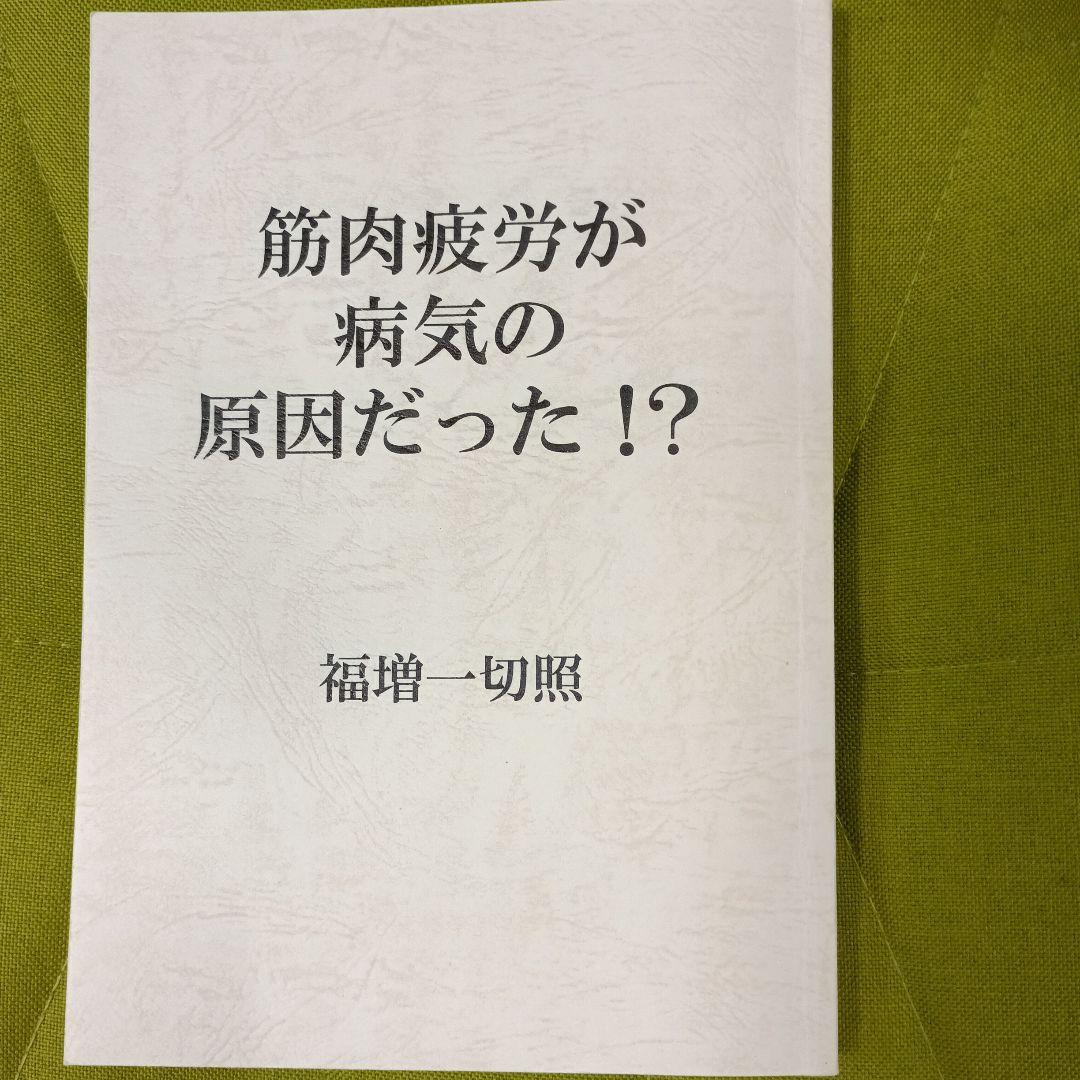 筋肉疲労が
病気の
原因だった!?
福増一切照